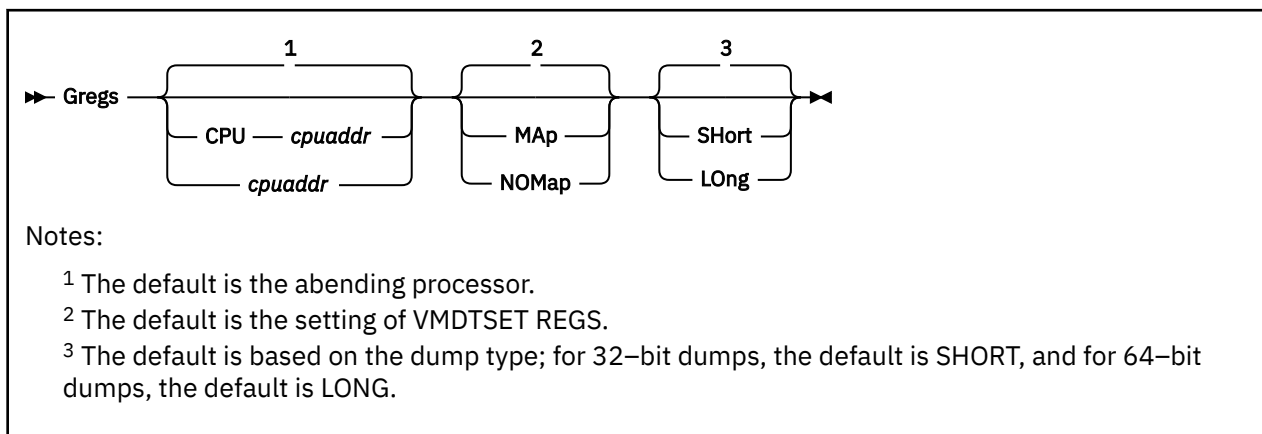 1 2 3
Gregs
CPU cpuaddr MAp SHort
cpuaddr NOMap LOng
Notes:
1 The default is the abending processor.
2 The default is the setting of VMDTSET REGS.
3 The default is based on the dump type; for 32–bit dumps, the default is SHORT, and for 64–bit
dumps, the default is LONG.